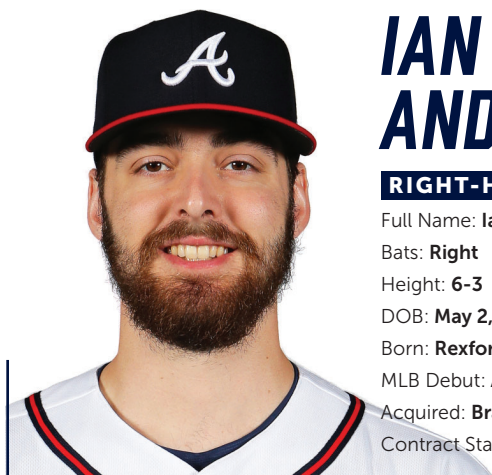 A
IAN
AND
RIGHT-H
Full Name: Ia
Bats: Right
Height: 6-3
DOB: May 2,
Born: Rexfor
MLB Debut: A
Acquired: Bra
Contract Sta